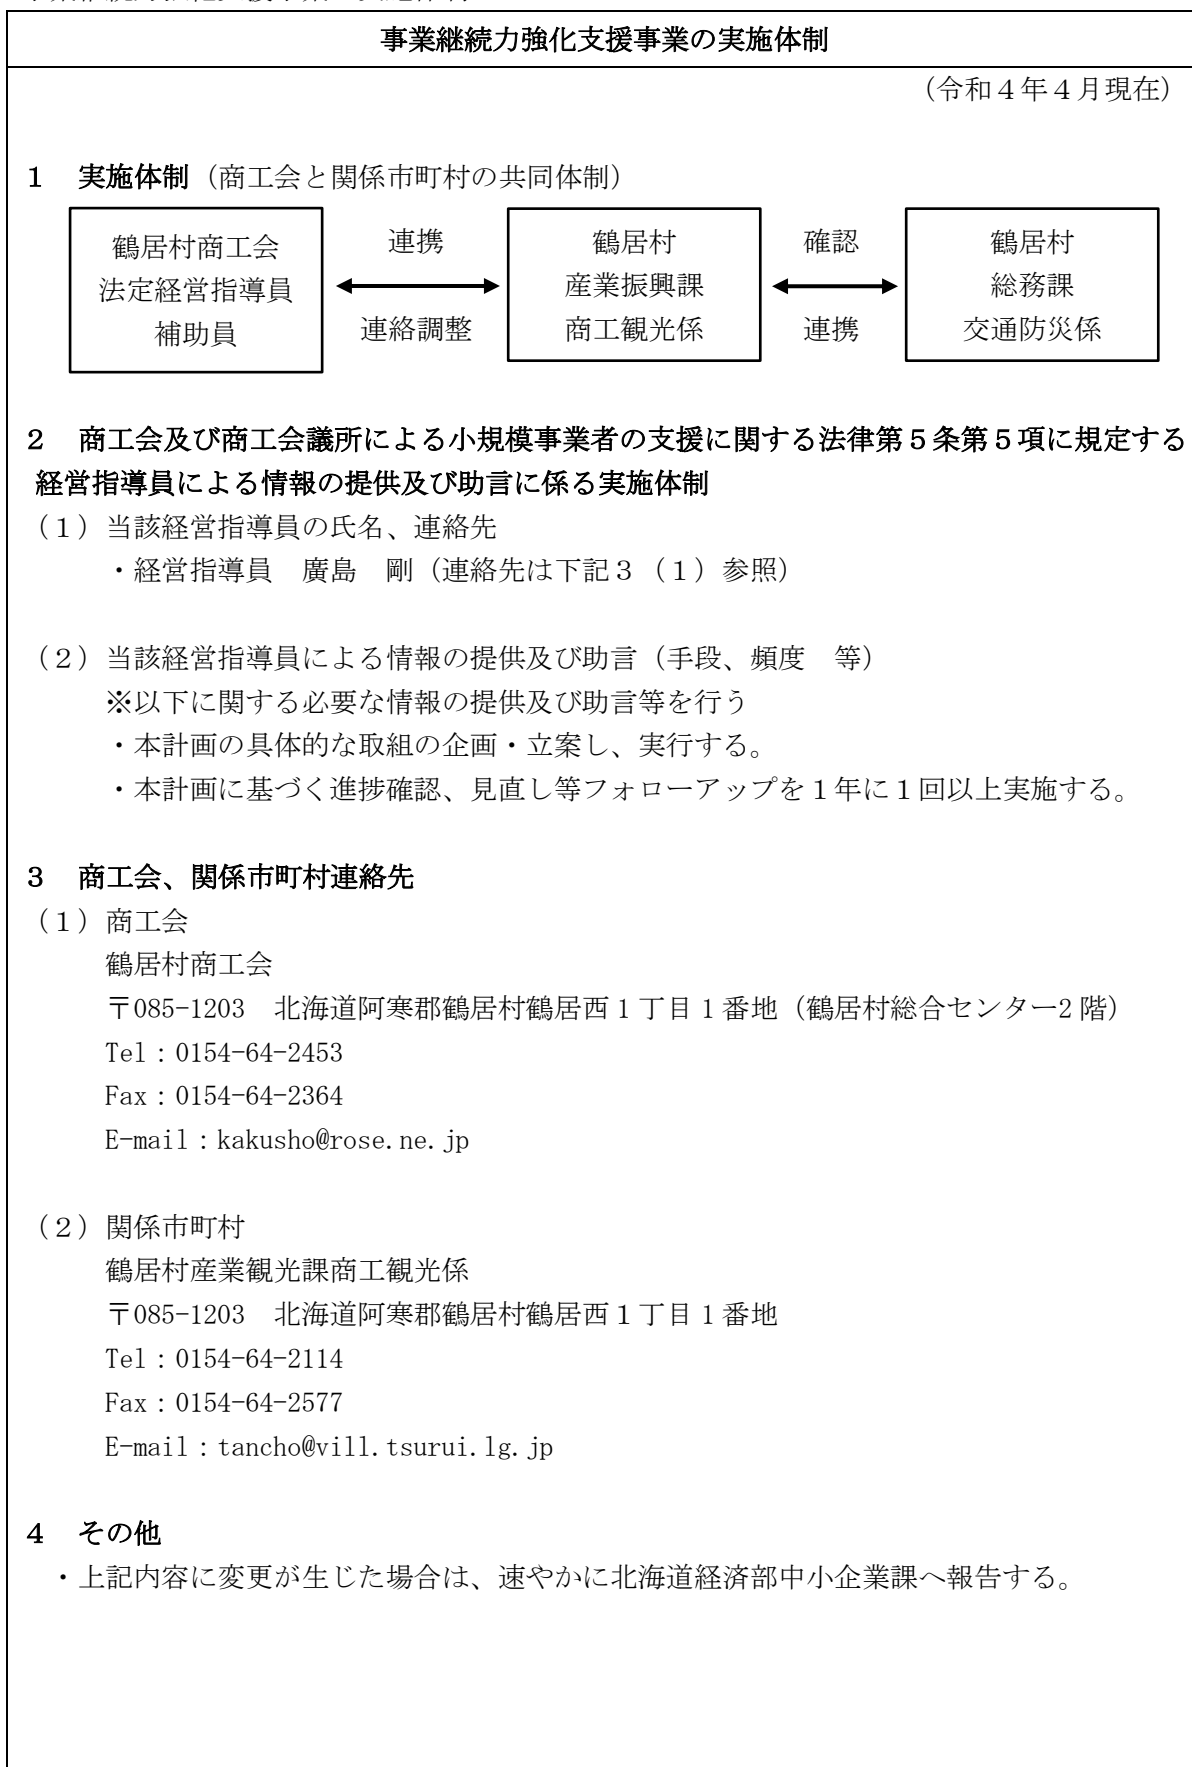 事業継続力強化支援事業の実施体制
（令和４年４月現在）
１　実施体制（商工会と関係市町村の共同体制）
鶴居村商工会
法定経営指導員
補助員
連携
連絡調整
鶴居村
産業振興課
商工観光係
確認
連携
鶴居村
総務課
交通防災係
２　商工会及び商工会議所による小規模事業者の支援に関する法律第５条第５項に規定する
経営指導員による情報の提供及び助言に係る実施体制
（１）当該経営指導員の氏名、連絡先
・経営指導員　廣島　剛（連絡先は下記３（１）参照）
（２）当該経営指導員による情報の提供及び助言（手段、頻度　等）
※以下に関する必要な情報の提供及び助言等を行う
・本計画の具体的な取組の企画・立案し、実行する。
・本計画に基づく進捗確認、見直し等フォローアップを１年に１回以上実施する。
３　商工会、関係市町村連絡先
（１）商工会
鶴居村商工会
〒085-1203　北海道阿寒郡鶴居村鶴居西１丁目１番地（鶴居村総合センター2階）
Tel：0154-64-2453
Fax：0154-64-2364
E-mail：kakusho@rose.ne.jp
（２）関係市町村
鶴居村産業観光課商工観光係
〒085-1203　北海道阿寒郡鶴居村鶴居西１丁目１番地
Tel：0154-64-2114
Fax：0154-64-2577
E-mail：tancho@vill.tsurui.lg.jp
４　その他
・上記内容に変更が生じた場合は、速やかに北海道経済部中小企業課へ報告する。